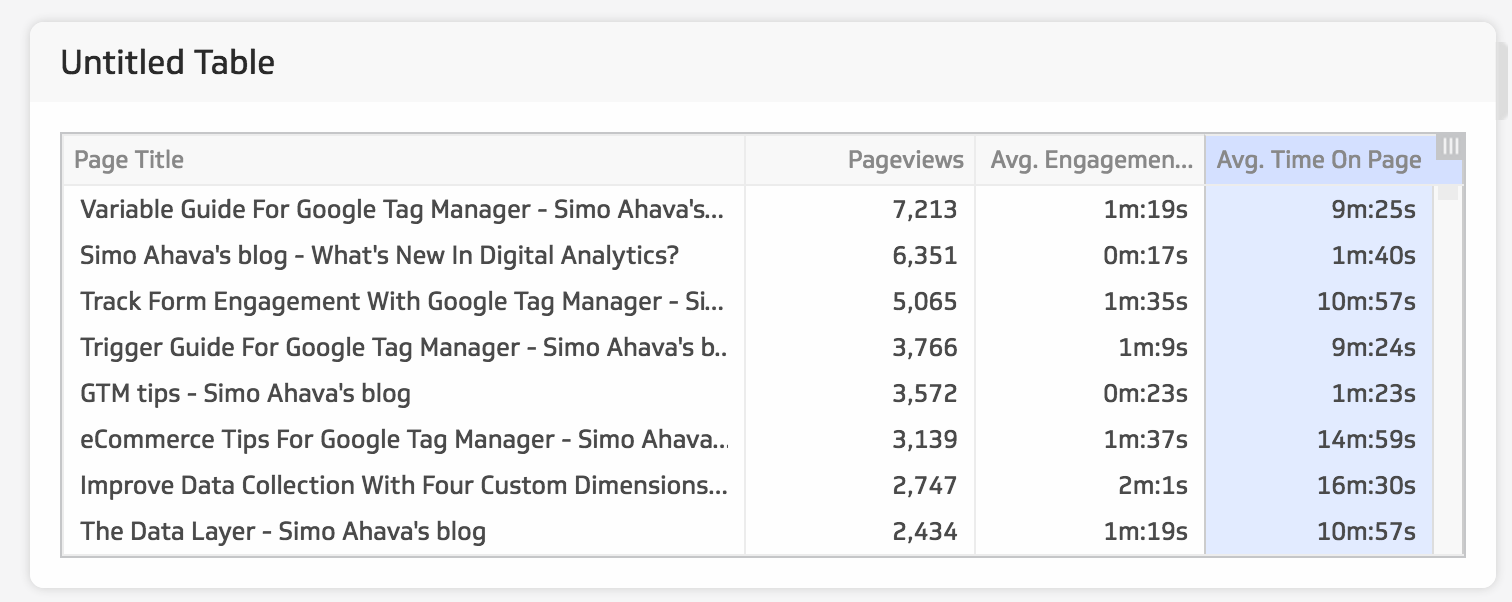 Untitled Table
Page Title Pageviews Avg. Engagemen... Avg. Time On Page
Variable Guide For Google Tag Manager - Simo Ahava's... 7,213 1m:19s 9m:25s
Simo Ahava's blog - What's New In Digital Analytics? 6,351 0m:17s 1m:40s
Track Form Engagement With Google Tag Manager - Si... 5,065 1m:35s 10m:57s
Trigger Guide For Google Tag Manager - Simo Ahava's b.. 3,766 1m:9s 9m:24s
GTM tips - Simo Ahava's blog 3,572 0m:23s 1m:23s
eCommerce Tips For Google Tag Manager - Simo Ahava... 3,139 1m:37s 14m:59s
Improve Data Collection With Four Custom Dimensions... 2,747 2m:1s 16m:30s
The Data Layer - Simo Ahava's blog 2,434 1m:19s 10m:57s